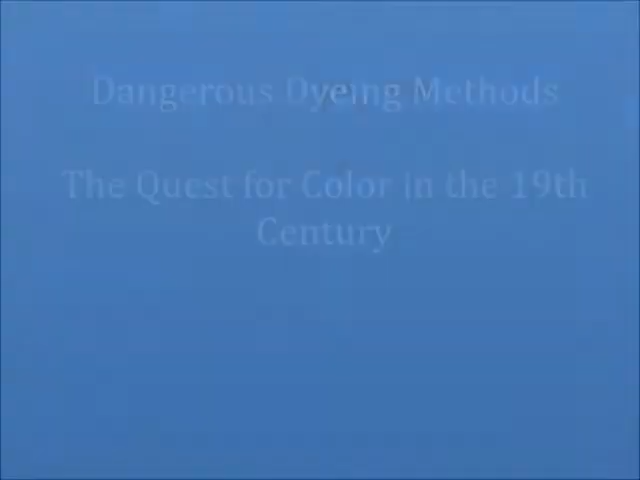 Dangerous Dyeing Methods
The Quest for Color in the 19th
Century